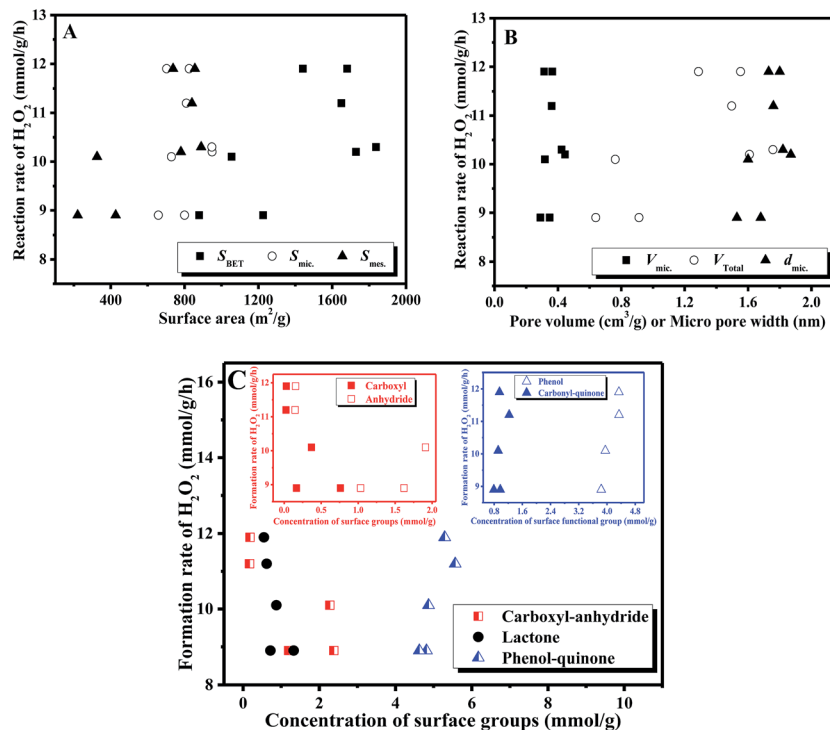 A
Reaction rate of H₂O₂ (mmol/g/h)
13
12
11
10
9
8
S_BET S_mic. S_mes.
400 800 1200 1600 2000
Surface area (m²/g)
B
Reaction rate of H₂O₂ (mmol/g/h)
13
12
11
10
9
8
V_mic. V_Total d_mic.
0.0 0.4 0.8 1.2 1.6 2.0
Pore volume (cm³/g) or Micro pore width (nm)
C
Formation rate of H₂O₂ (mmol/g/h)
16
14
12
10
8
Formation rate of H₂O₂ (mmol/g/h)
12
11
10
9
Carboxyl
Anhydride
0.0 0.5 1.0 1.5 2.0
Concentration of surface groups (mmol/g)
Formation rate of H₂O₂ (mmol/g/h)
12
11
10
9
Phenol
Carbonyl-quinone
0.8 1.6 2.4 3.2 4.0 4.8
Concentration of surface functional group (mmol/g)
Carboxyl-anhydride
Lactone
Phenol-quinone
0 2 4 6 8 10
Concentration of surface groups (mmol/g)